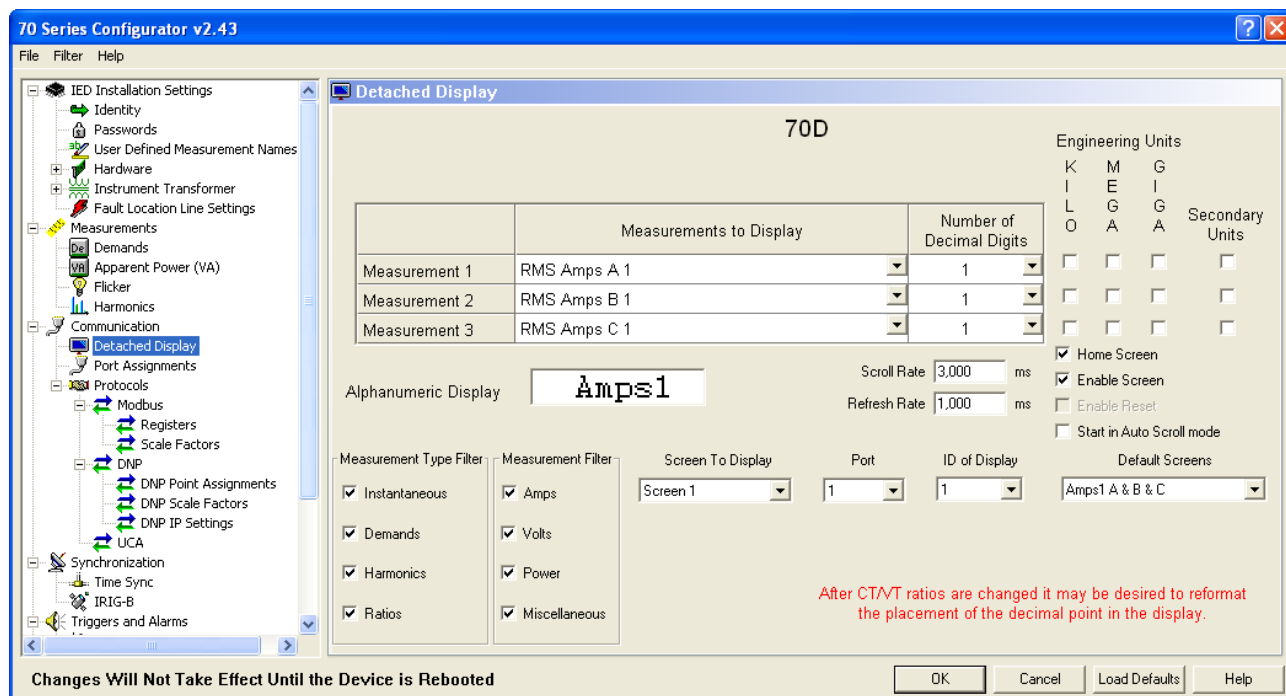 70 Series Configurator v2.43
File Filter Help
IED Installation Settings
Identity
Passwords
User Defined Measurement Names
Hardware
Instrument Transformer
Fault Location Line Settings
Measurements
De Demands
VA Apparent Power (VA)
Flicker
Harmonics
Communication
Detached Display
Port Assignments
Protocols
Modbus
Registers
Scale Factors
DNP
DNP Point Assignments
DNP Scale Factors
DNP IP Settings
UCA
Synchronization
Time Sync
IRIG-B
Triggers and Alarms
Detached Display
70D
Engineering Units
KILO MEGA GIGA Secondary Units
Measurements to Display Number of Decimal Digits
Measurement 1 RMS Amps A 1 1
Measurement 2 RMS Amps B 1 1
Measurement 3 RMS Amps C 1 1
Alphanumeric Display Amps1
Scroll Rate 3,000 ms
Refresh Rate 1,000 ms
Home Screen
Enable Screen
Enable Reset
Start in Auto Scroll mode
Measurement Type Filter
Instantaneous
Demands
Harmonics
Ratios
Measurement Filter
Amps
Volts
Power
Miscellaneous
Screen To Display Port ID of Display Default Screens
Screen 1 1 1 Amps1 A & B & C
After CT/VT ratios are changed it may be desired to reformat
the placement of the decimal point in the display.
Changes Will Not Take Effect Until the Device is Rebooted
OK Cancel Load Defaults Help